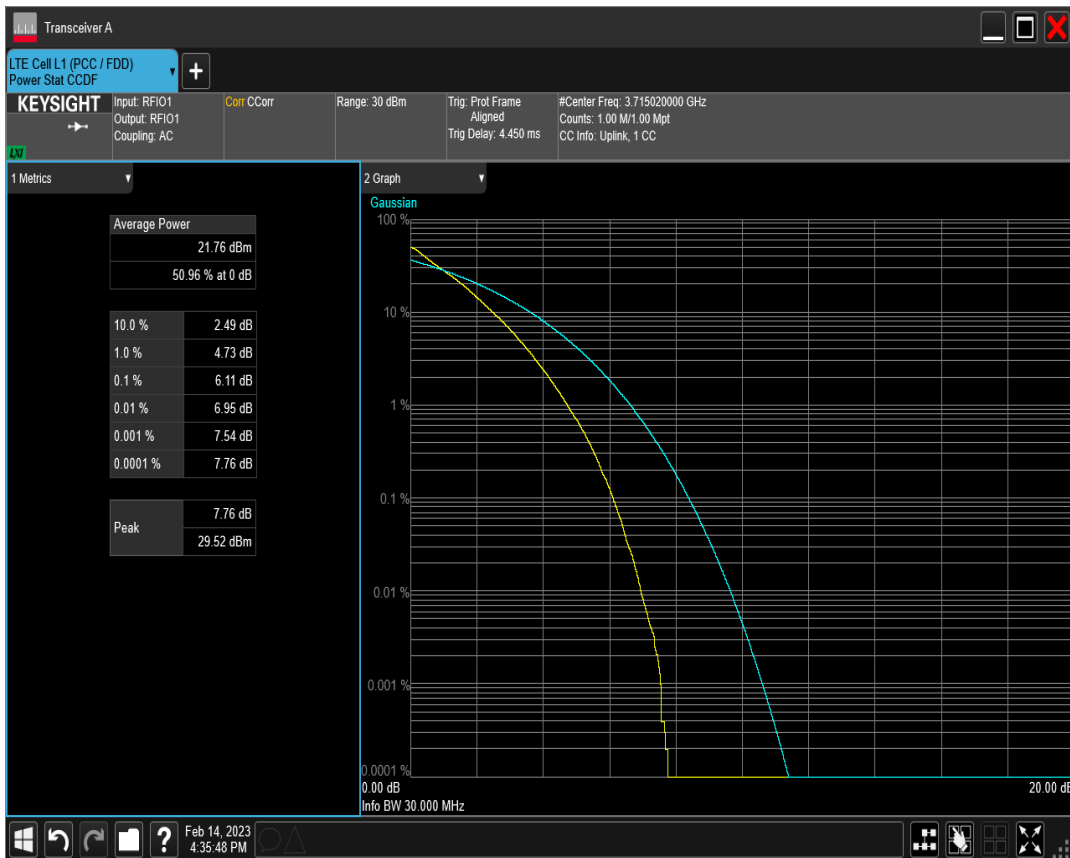 Transceiver A
LTE Cell L1 (PCC / FDD)
Power Stat CCDF
+
KEYSIGHT
LXI
Input: RFIO1
Output: RFIO1
Coupling: AC
Corr CCorr
Range: 30 dBm
Trig: Prot Frame
Aligned
Trig Delay: 4.450 ms
#Center Freq: 3.715020000 GHz
Counts: 1.00 M/1.00 Mpt
CC Info: Uplink, 1 CC
1 Metrics
Average Power
21.76 dBm
50.96 % at 0 dB
10.0 % 2.49 dB
1.0 % 4.73 dB
0.1 % 6.11 dB
0.01 % 6.95 dB
0.001 % 7.54 dB
0.0001 % 7.76 dB
Peak
7.76 dB
29.52 dBm
2 Graph
Gaussian
100 %
10 %
1 %
0.1 %
0.01 %
0.001 %
0.0001 %
0.00 dB 20.00 dB
Info BW 30.000 MHz
?
Feb 14, 2023
4:35:48 PM